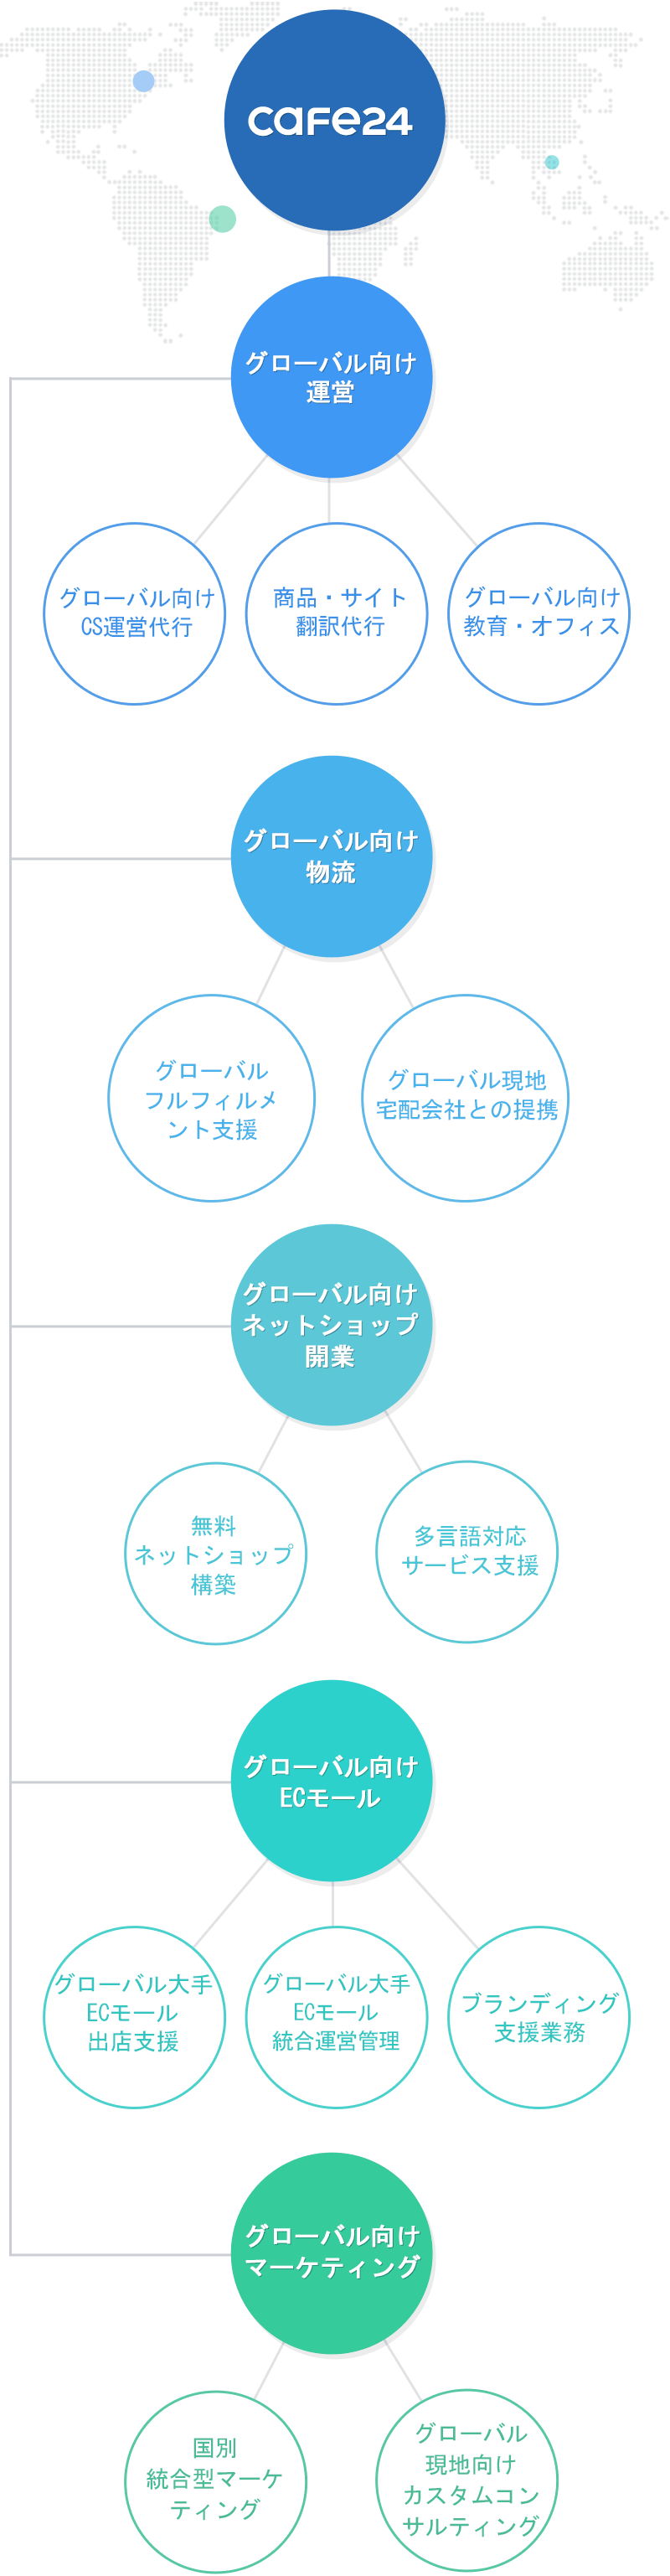 cafe24
グローバル向け
運営
グローバル向け
CS運営代行
商品・サイト
翻訳代行
グローバル向け
教育・オフィス
グローバル向け
物流
グローバル
フルフィルメ
ント支援
グローバル現地
宅配会社との提携
グローバル向け
ネットショップ
開業
無料
ネットショップ
構築
多言語対応
サービス支援
グローバル向け
ECモール
グローバル大手
ECモール
出店支援
グローバル大手
ECモール
統合運営管理
ブランディング
支援業務
グローバル向け
マーケティング
国別
統合型マーケ
ティング
グローバル
現地向け
カスタムコン
サルティング